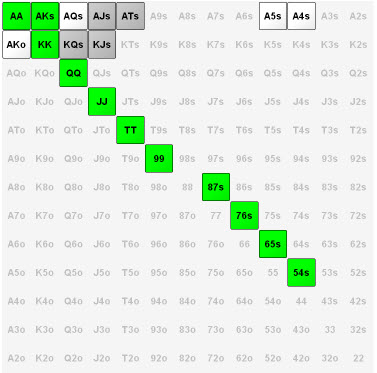 AA AKs AQs AJs ATs A9s A8s A7s A6s A5s A4s A3s A2s
AKo KK KQs KJs KTs K9s K8s K7s K6s K5s K4s K3s K2s
AQo KQo QQ QJs QTs Q9s Q8s Q7s Q6s Q5s Q4s Q3s Q2s
AJo KJo QJo JJ JTs J9s J8s J7s J6s J5s J4s J3s J2s
ATo KTo QTo JTo TT T9s T8s T7s T6s T5s T4s T3s T2s
A9o K9o Q9o J9o T9o 99 98s 97s 96s 95s 94s 93s 92s
A8o K8o Q8o J8o T8o 98o 88 87s 86s 85s 84s 83s 82s
A7o K7o Q7o J7o T7o 97o 87o 77 76s 75s 74s 73s 72s
A6o K6o Q6o J6o T6o 96o 86o 76o 66 65s 64s 63s 62s
A5o K5o Q5o J5o T5o 95o 85o 75o 65o 55 54s 53s 52s
A4o K4o Q4o J4o T4o 94o 84o 74o 64o 54o 44 43s 42s
A3o K3o Q3o J3o T3o 93o 83o 73o 63o 53o 43o 33 32s
A2o K2o Q2o J2o T2o 92o 82o 72o 62o 52o 42o 32o 22